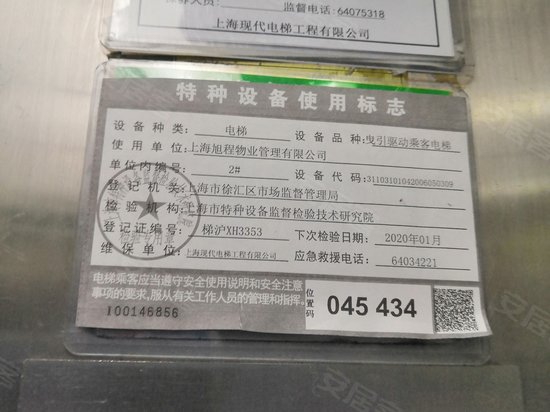 监督电话: 64075318
上海现代电梯工程有限公司
特种设备使用标志
设备种类: 电梯 设备品种: 曳引驱动乘客电梯
使用单位: 上海旭程物业管理有限公司
单位内编号: 2# 设备代码: 31103101042006050309
登记机关: 上海市徐汇区市场监督管理局
检验机构: 上海市特种设备监督检验技术研究院
登记证编号: 梯沪XH3353 下次检验日期: 2020年01月
维保单位: 上海现代电梯工程有限公司 应急救援电话: 64034221
电梯乘客应当遵守安全使用说明和安全注意
事项的要求,服从有关工作人员的管理和指挥。
I00146856
位置码 045 434
检验专用章
安居客